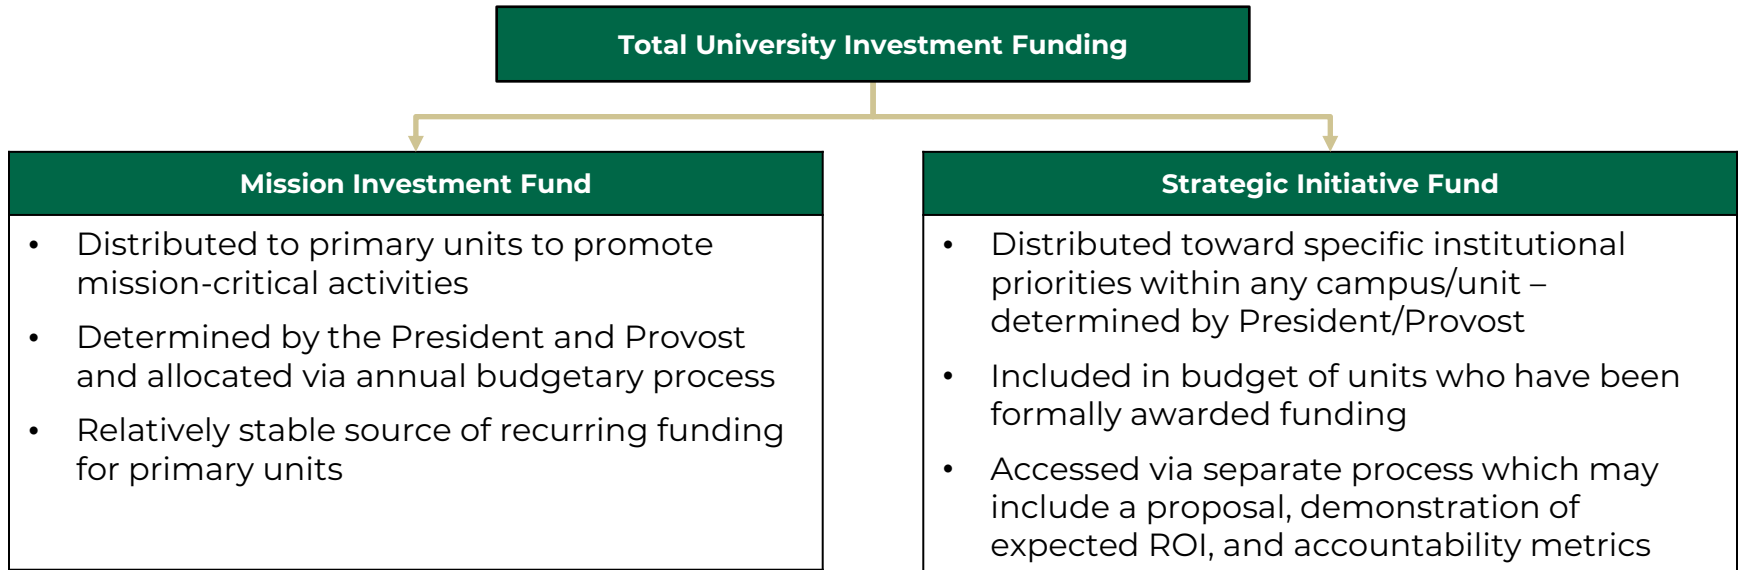 Total University Investment Funding
Mission Investment Fund
• Distributed to primary units to promote
mission-critical activities
• Determined by the President and Provost
and allocated via annual budgetary process
• Relatively stable source of recurring funding
for primary units
Strategic Initiative Fund
• Distributed toward specific institutional
priorities within any campus/unit –
determined by President/Provost
• Included in budget of units who have been
formally awarded funding
• Accessed via separate process which may
include a proposal, demonstration of
expected ROI, and accountability metrics